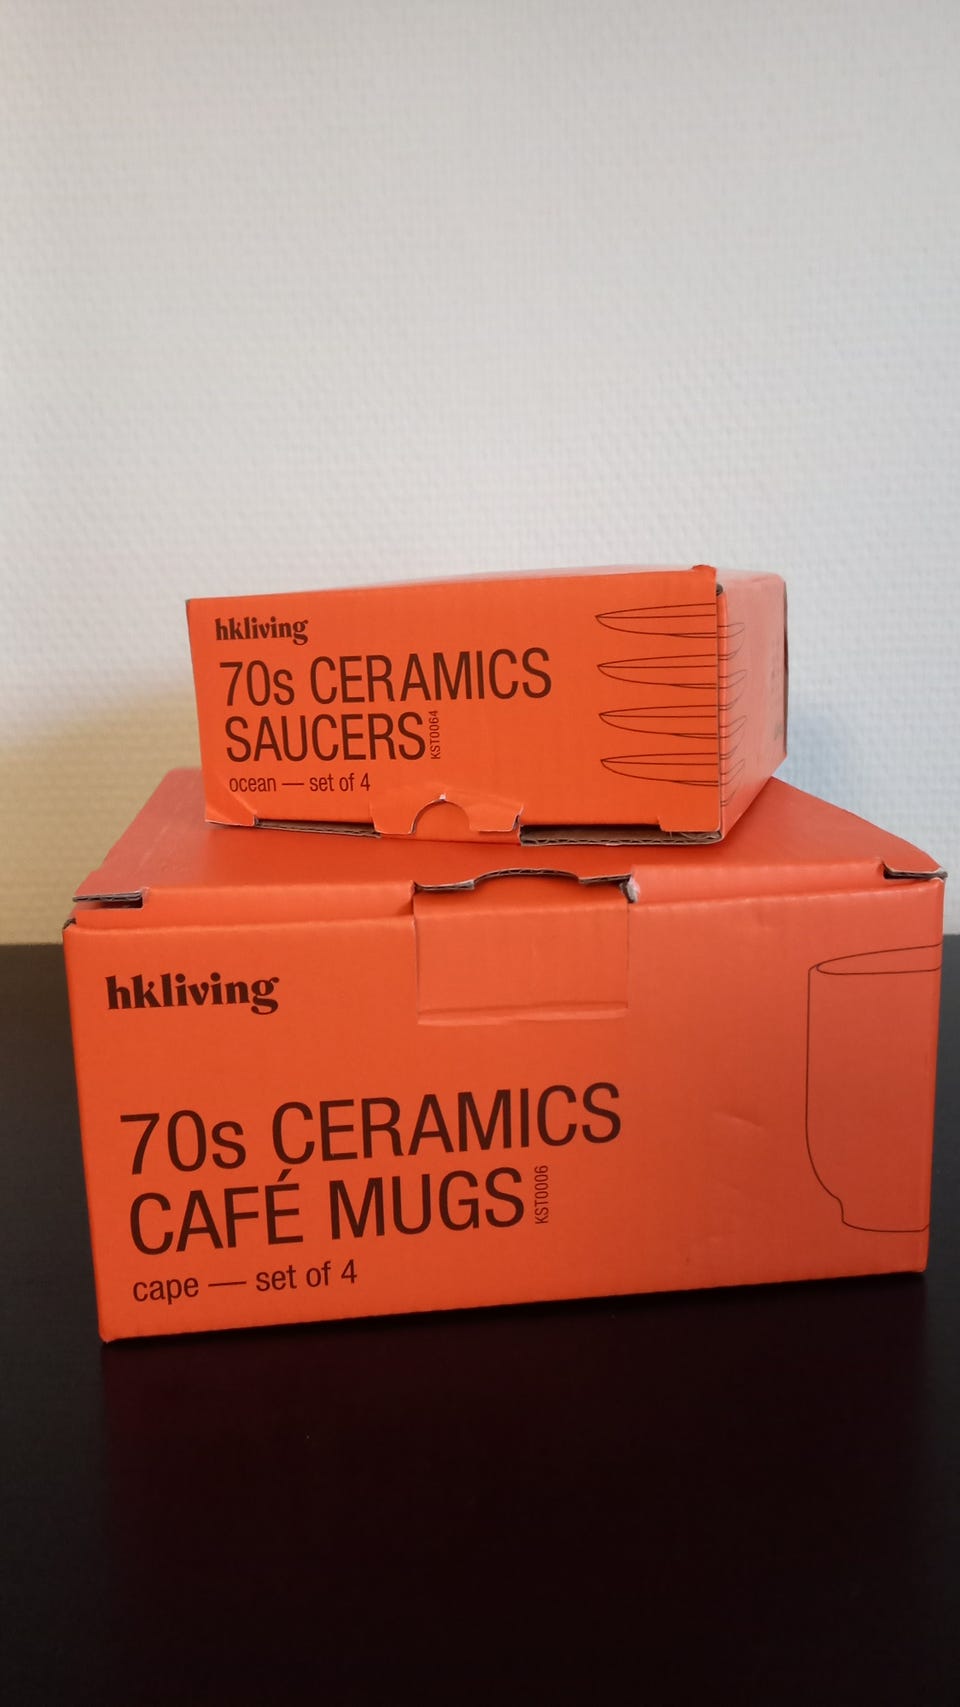 hkliving
70s CERAMICS
SAUCERS
KST0064
ocean — set of 4
hkliving
70s CERAMICS
CAFÉ MUGS
KST0006
cape — set of 4